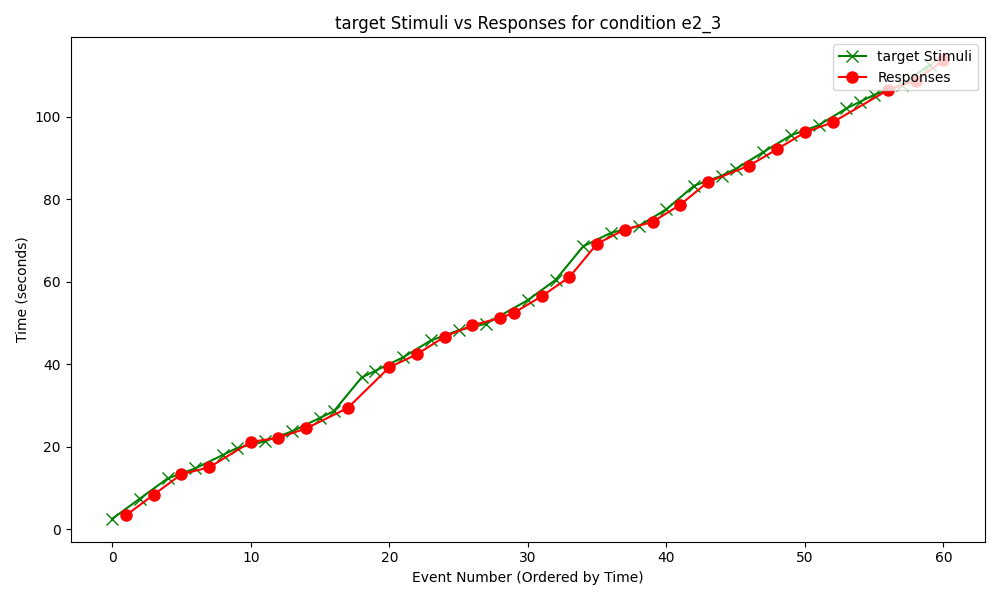 target Stimuli vs Responses for condition e2_3
target Stimuli
Responses
Time (seconds)
100
80
60
40
20
0
0 10 20 30 40 50 60
Event Number (Ordered by Time)